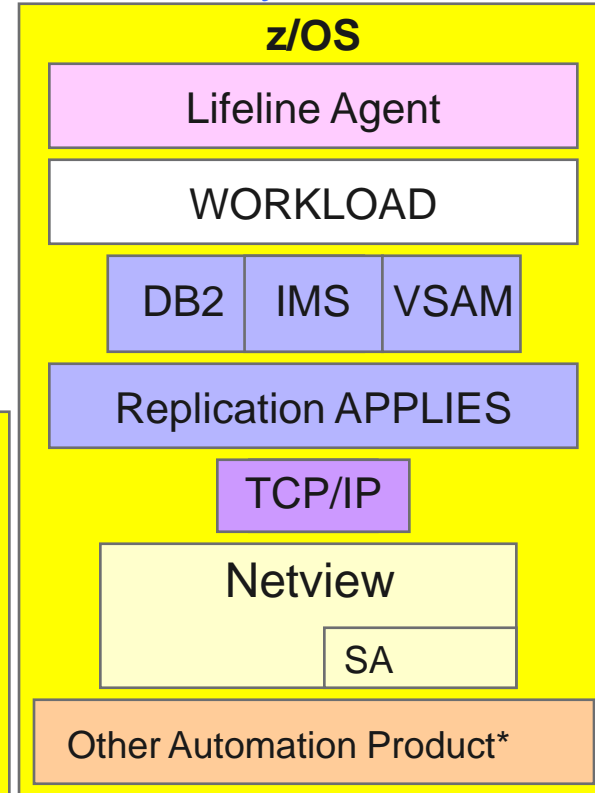 z/OS
Lifeline Agent
WORKLOAD
DB2 IMS VSAM
Replication APPLIES
TCP/IP
Netview
SA
Other Automation Product*